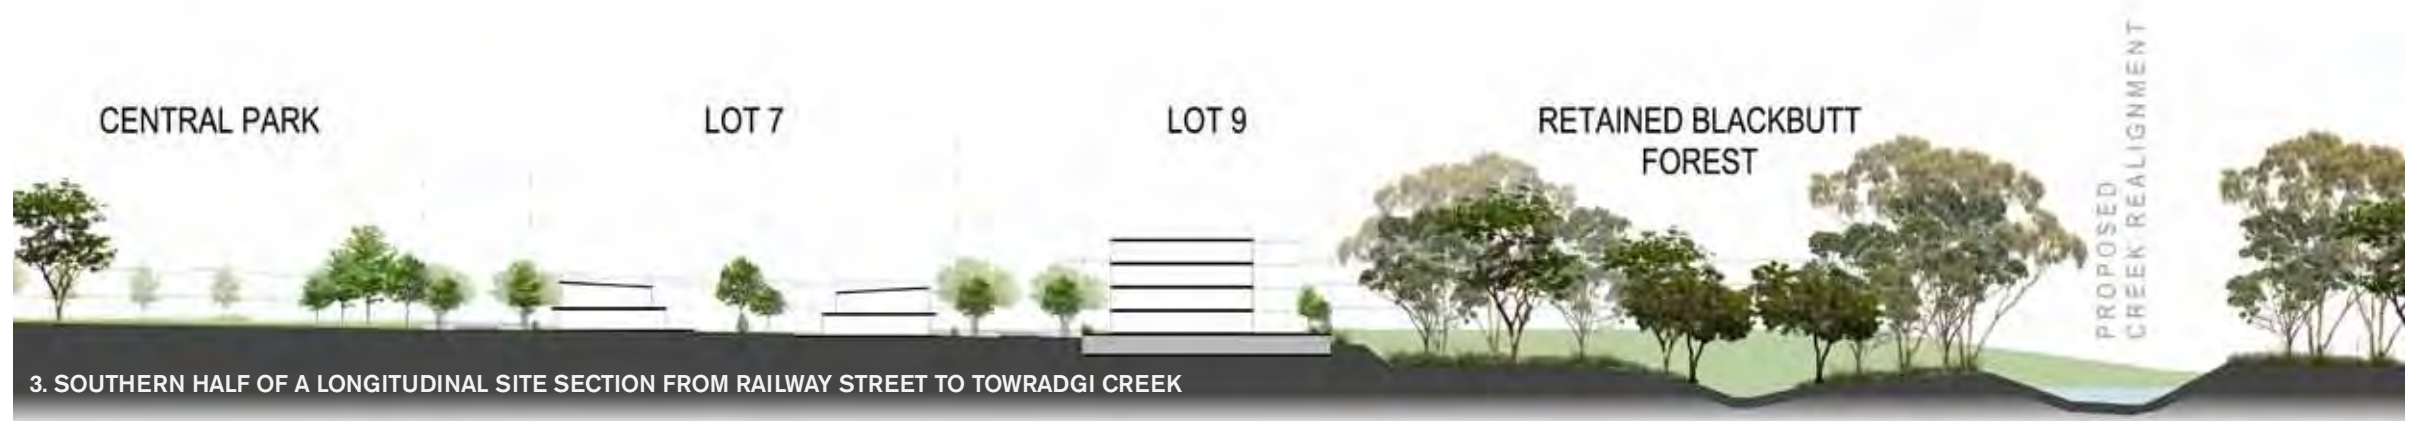 CENTRAL PARK
LOT 7
LOT 9
RETAINED BLACKBUTT
FOREST
PROPOSED
CREEK REALIGNMENT
3. SOUTHERN HALF OF A LONGITUDINAL SITE SECTION FROM RAILWAY STREET TO TOWRADGI CREEK